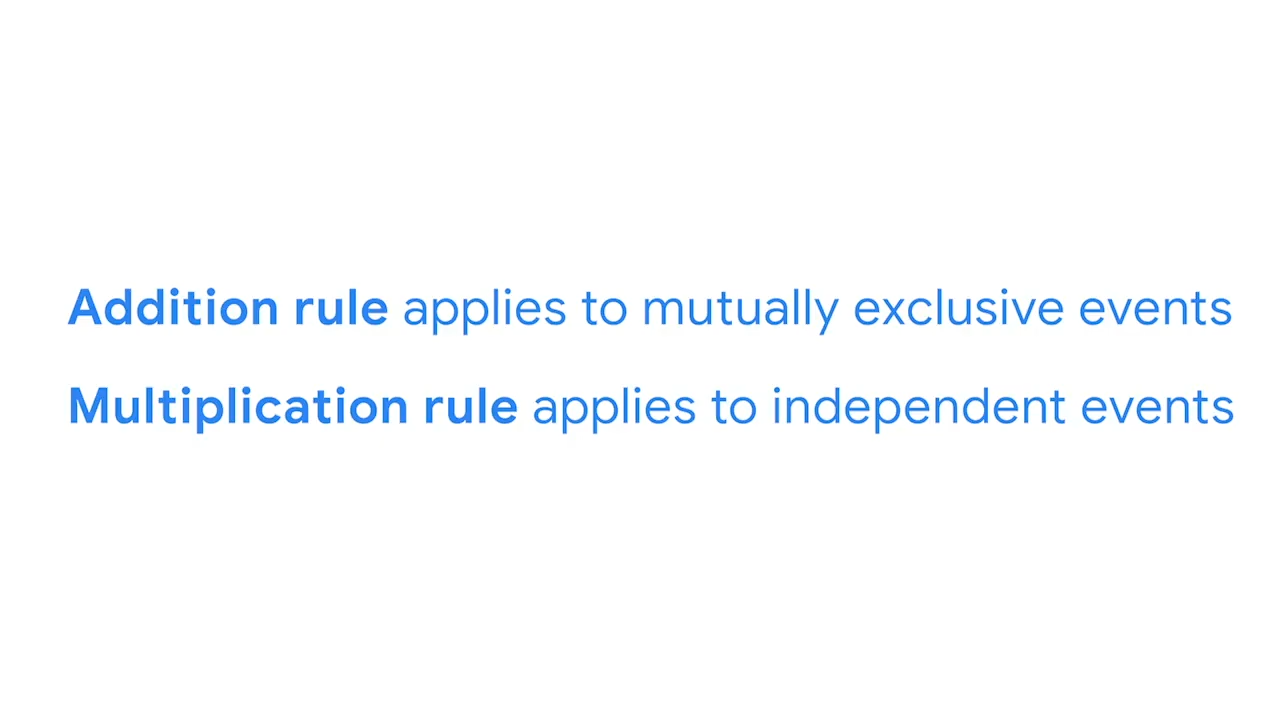 Addition rule applies to mutually exclusive events
Multiplication rule applies to independent events